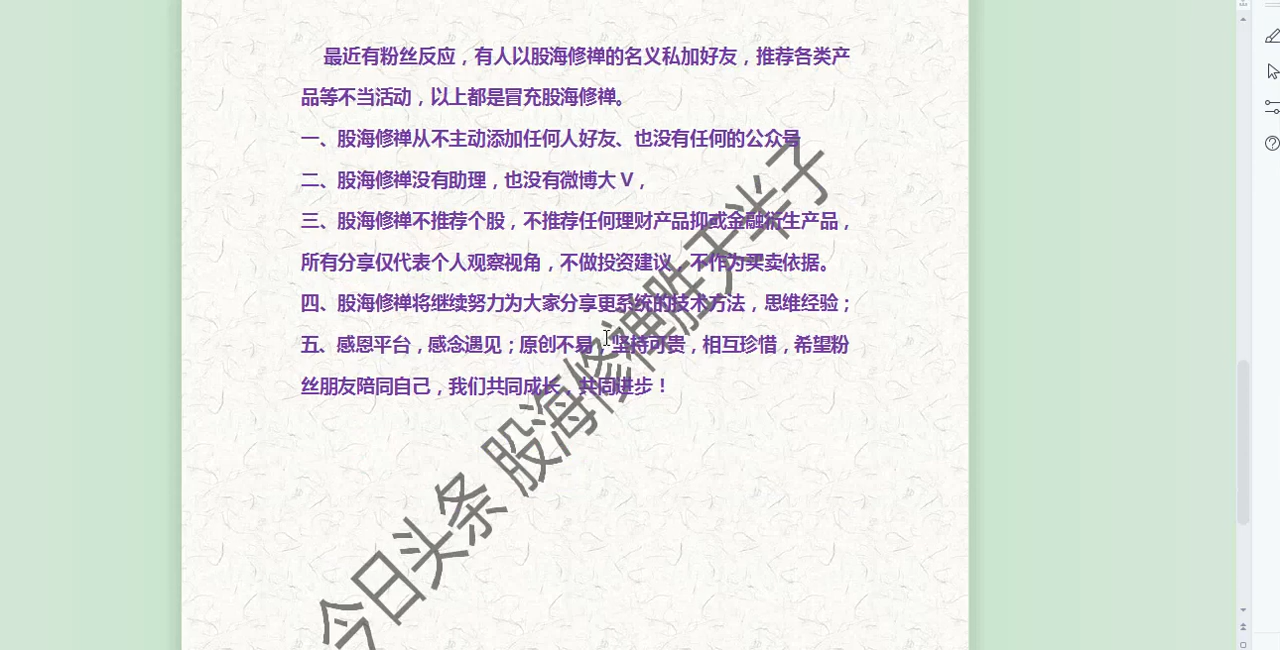 最近有粉丝反应，有人以股海修禅的名义私加好友，推荐各类产
品等不当活动，以上都是冒充股海修禅。
一、股海修禅从不主动添加任何人好友、也没有任何的公众号
二、股海修禅没有助理，也没有微博大 V，
三、股海修禅不推荐个股，不推荐任何理财产品抑或金融衍生产品，
所有分享仅代表个人观察视角，不做投资建议，不作为买卖依据。
四、股海修禅将继续努力为大家分享更系统的技术方法，思维经验；
五、感恩平台，感念遇见；原创不易，坚持可贵，相互珍惜，希望粉
丝朋友陪同自己，我们共同成长，共同进步！
今日头条 股海修禅胜天半子